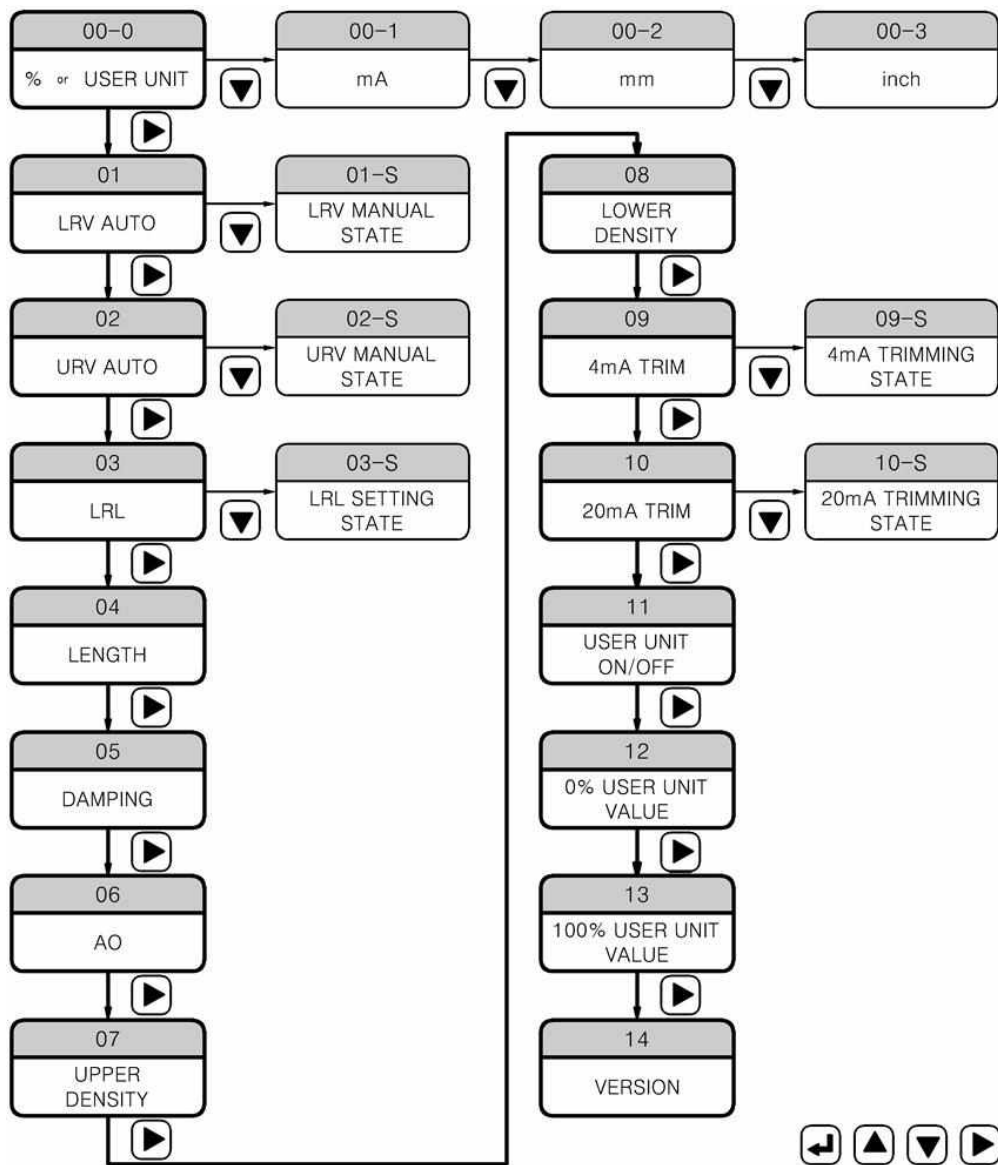 00-0
% or USER UNIT
00-1
mA
00-2
mm
00-3
inch
01
LRV AUTO
01-S
LRV MANUAL
STATE
02
URV AUTO
02-S
URV MANUAL
STATE
03
LRL
03-S
LRL SETTING
STATE
04
LENGTH
05
DAMPING
06
AO
07
UPPER
DENSITY
08
LOWER
DENSITY
09
4mA TRIM
09-S
4mA TRIMMING
STATE
10
20mA TRIM
10-S
20mA TRIMMING
STATE
11
USER UNIT
ON/OFF
12
0% USER UNIT
VALUE
13
100% USER UNIT
VALUE
14
VERSION